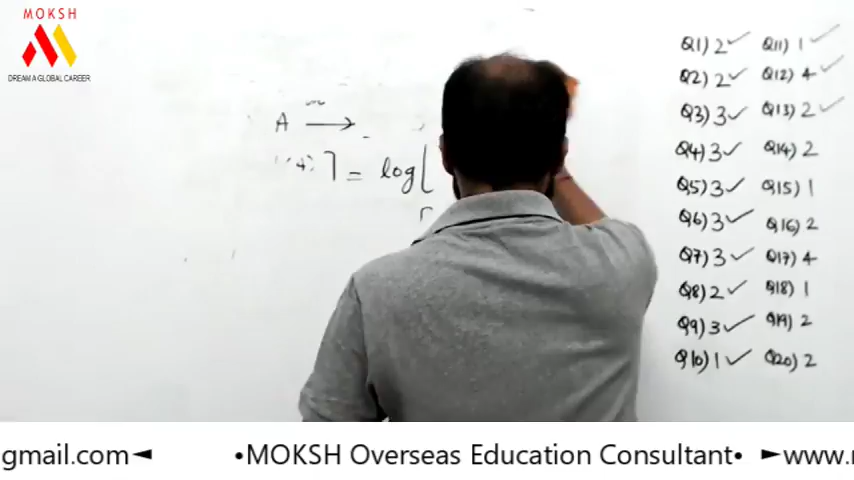 MOKSH
DREAM A GLOBAL CAREER
A →
] = log[
Q1) 2 ✓ Q11) 1 ✓
Q2) 2 ✓ Q12) 4 ✓
Q3) 3 ✓ Q13) 2 ✓
Q4) 3 ✓ Q14) 2
Q5) 3 ✓ Q15) 1
Q6) 3 ✓ Q16) 2
Q7) 3 ✓ Q17) 4
Q8) 2 ✓ Q18) 1
Q9) 3 ✓ Q19) 2
Q10) 1 ✓ Q20) 2
gmail.com◄ •MOKSH Overseas Education Consultant• ►www.